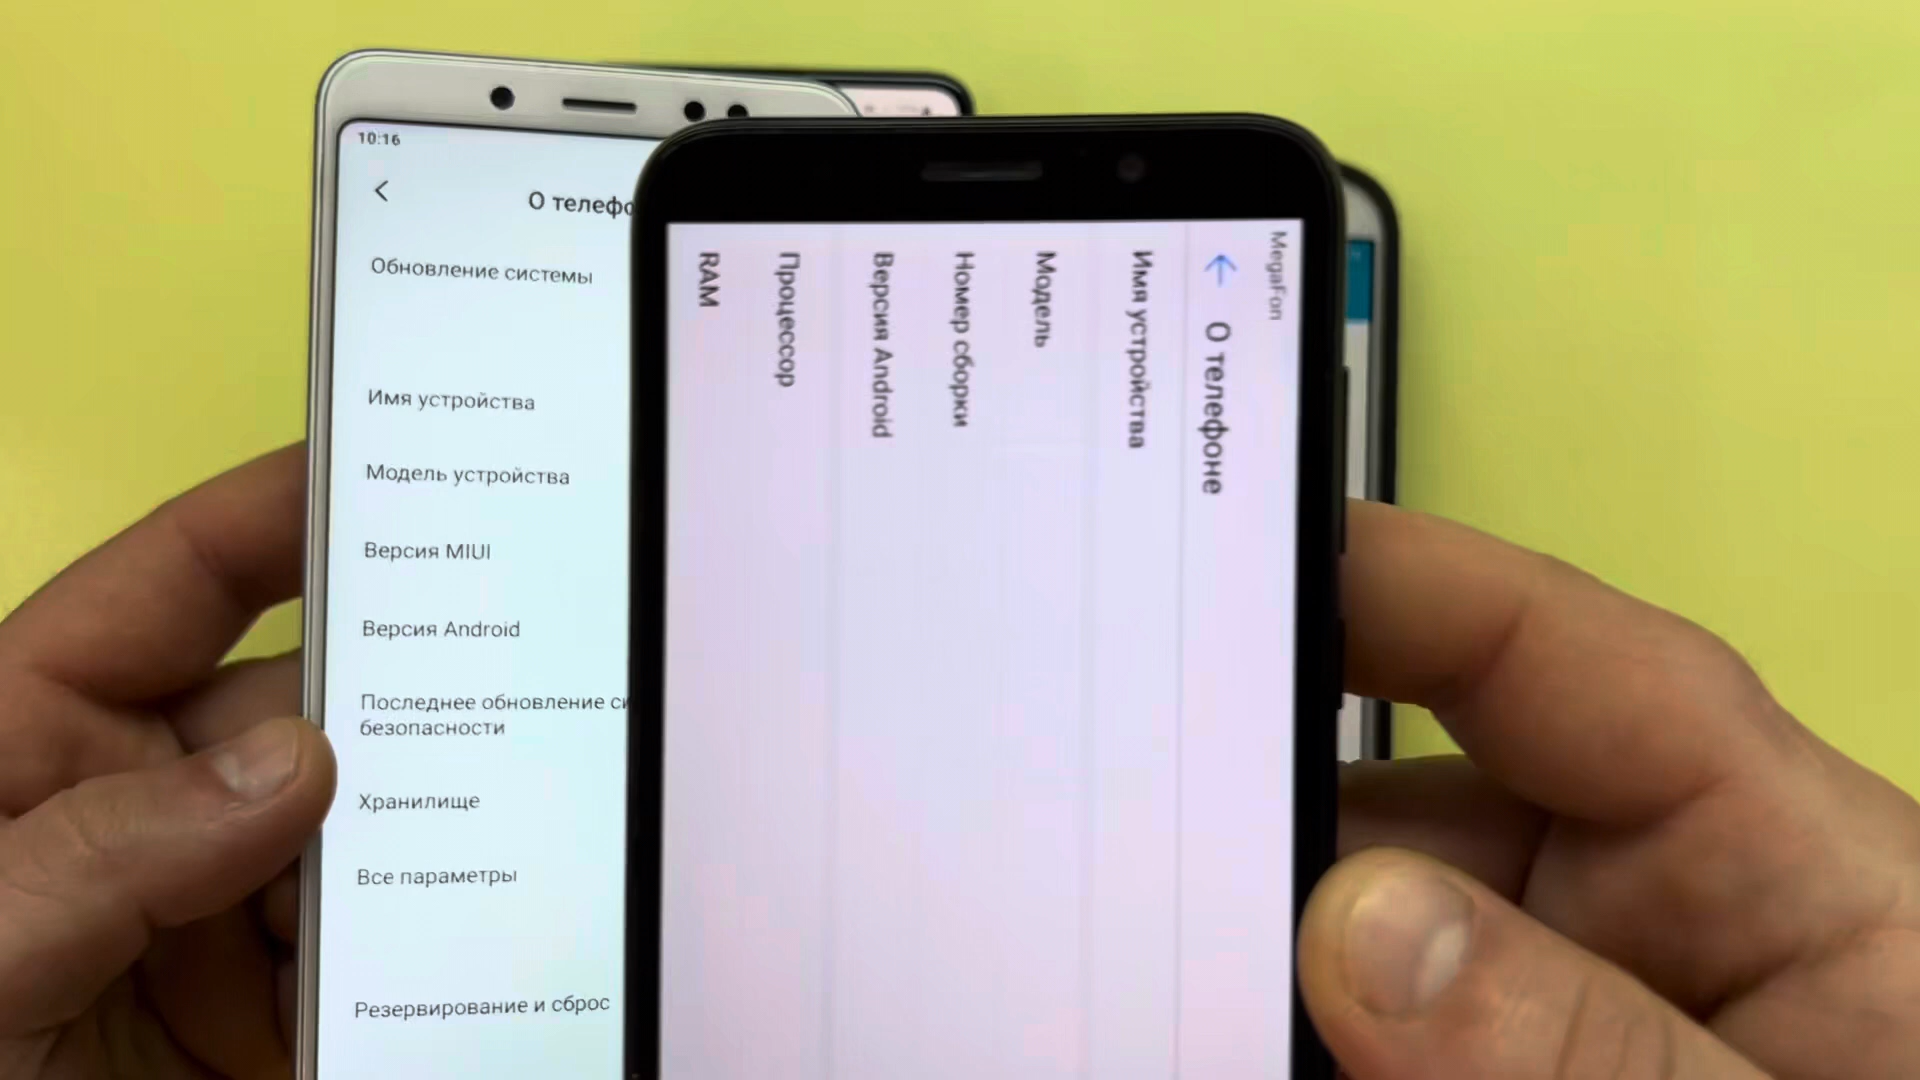 10:16
О телефо
Обновление системы
Имя устройства
Модель устройства
Версия MIUI
Версия Android
Последнее обновление си
безопасности
Хранилище
Все параметры
Резервирование и сброс
MegaFon
О телефоне
Имя устройства
Модель
Номер сборки
Версия Android
Процессор
RAM